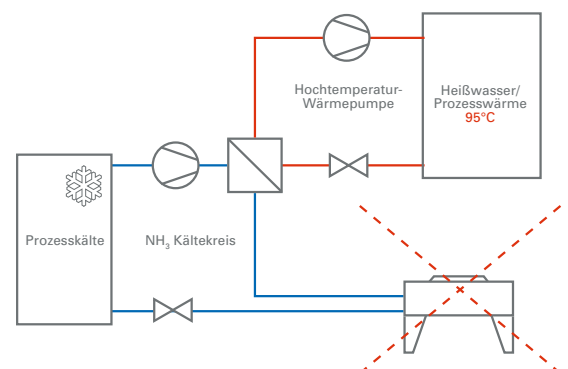 Hochtemperatur-
Wärmepumpe
Heißwasser/
Prozesswärme
95°C
Prozesskälte
NH₃ Kältekreis